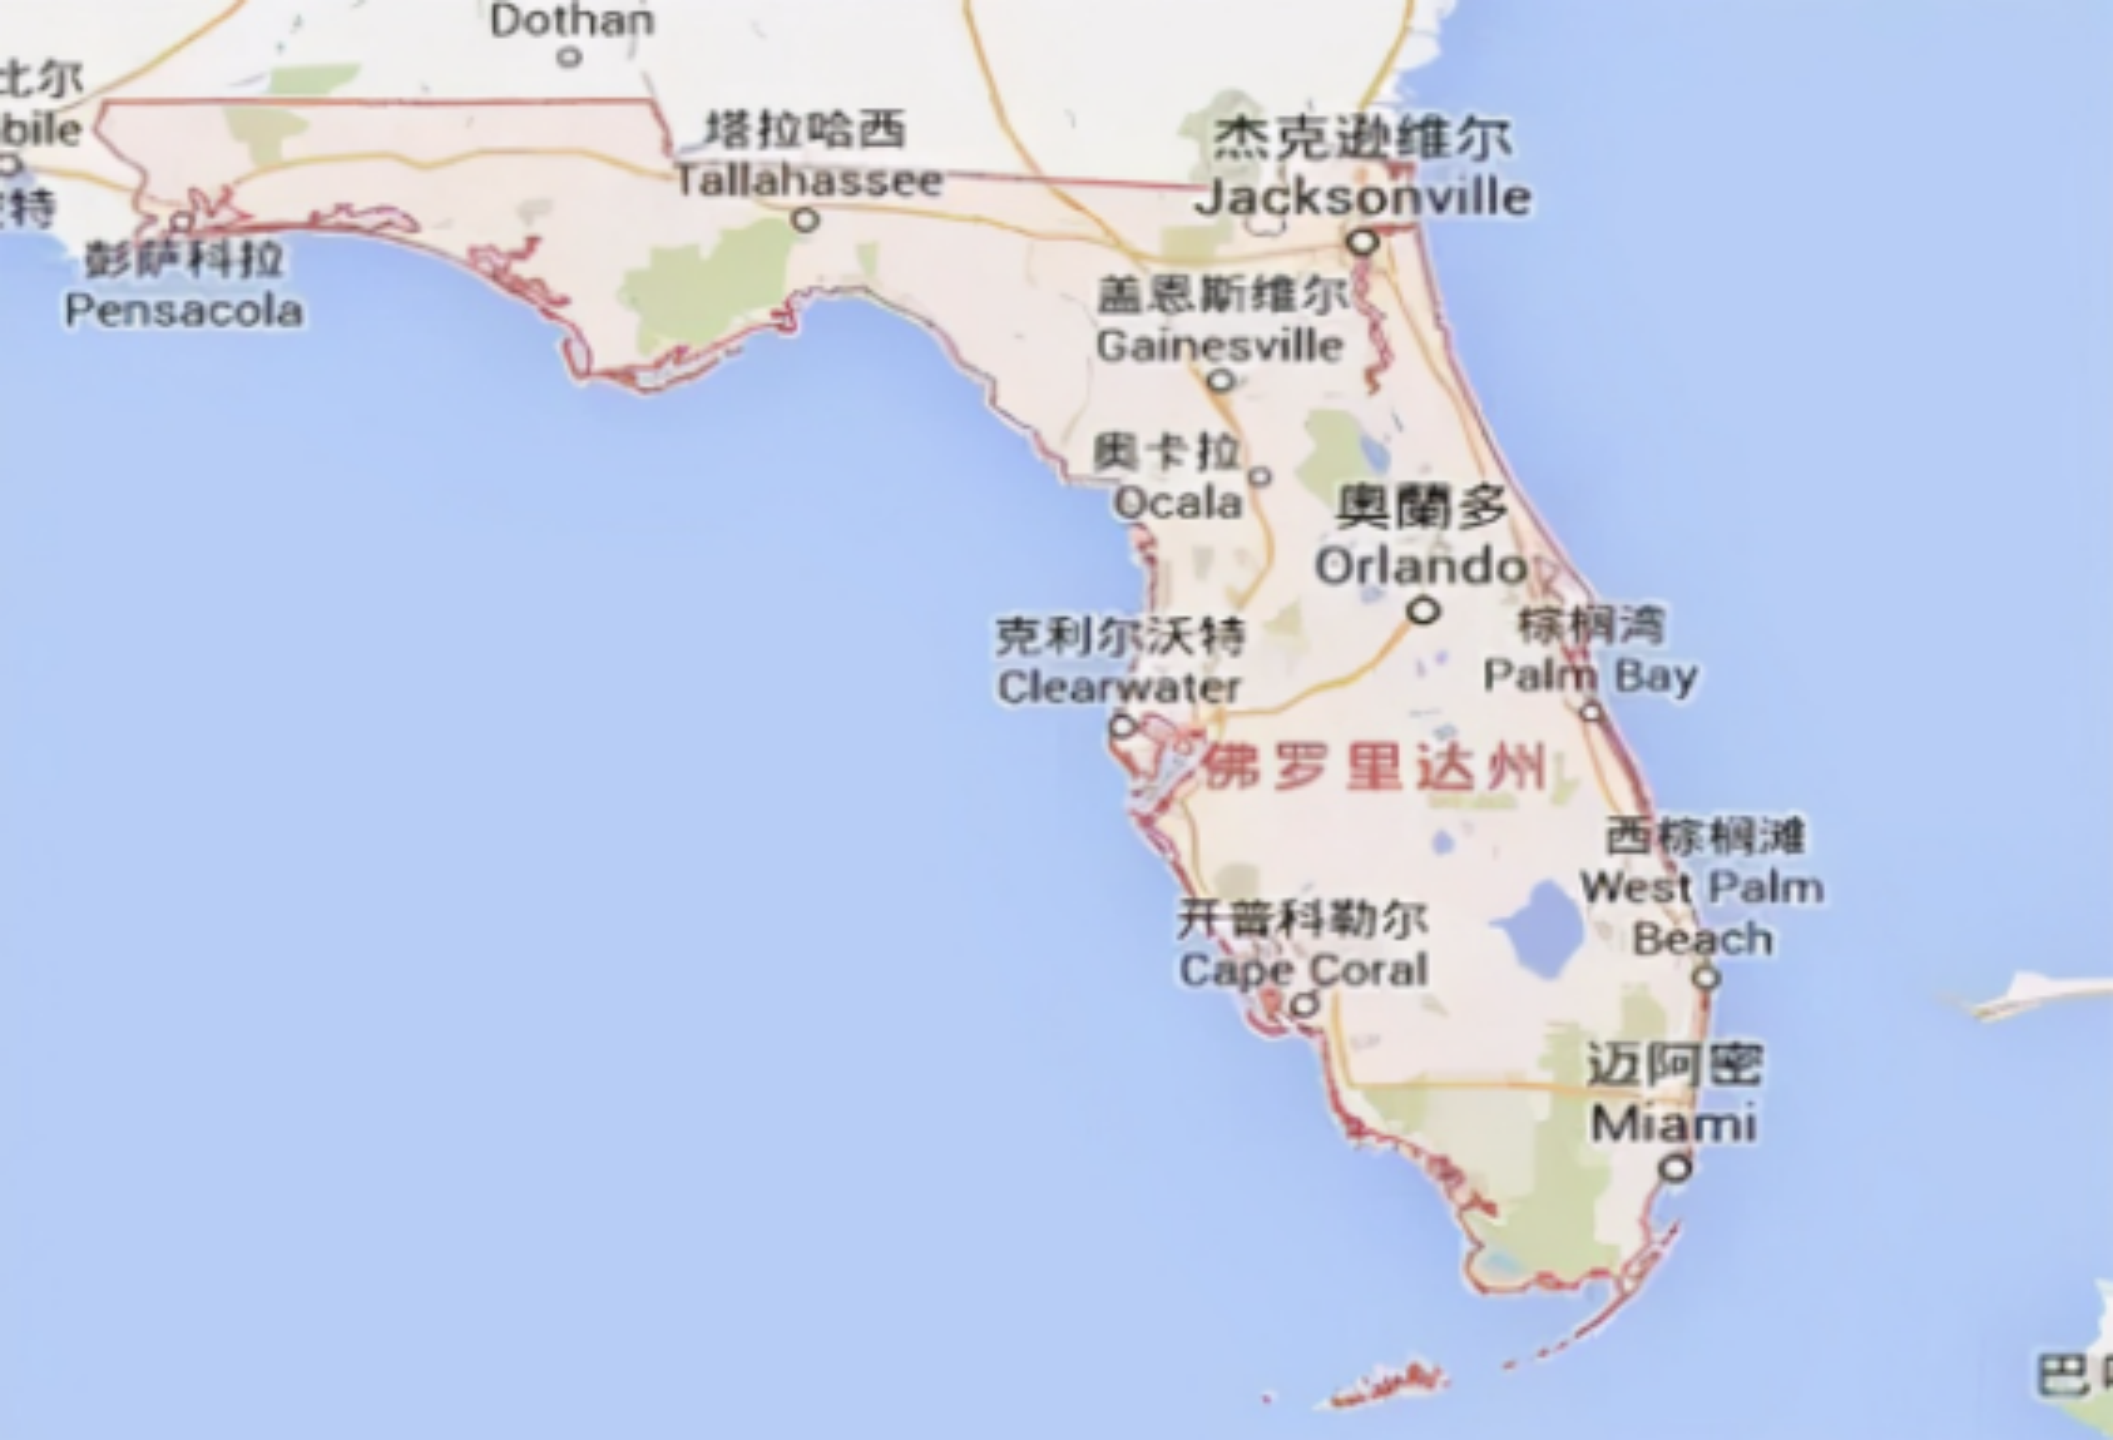 Dothan
比尔
bile
特
塔拉哈西
Tallahassee
杰克逊维尔
Jacksonville
彭萨科拉
Pensacola
盖恩斯维尔
Gainesville
奥卡拉
Ocala
奥蘭多
Orlando
克利尔沃特
Clearwater
棕榈湾
Palm Bay
佛罗里达州
西棕榈滩
West Palm
Beach
开普科勒尔
Cape Coral
迈阿密
Miami
巴